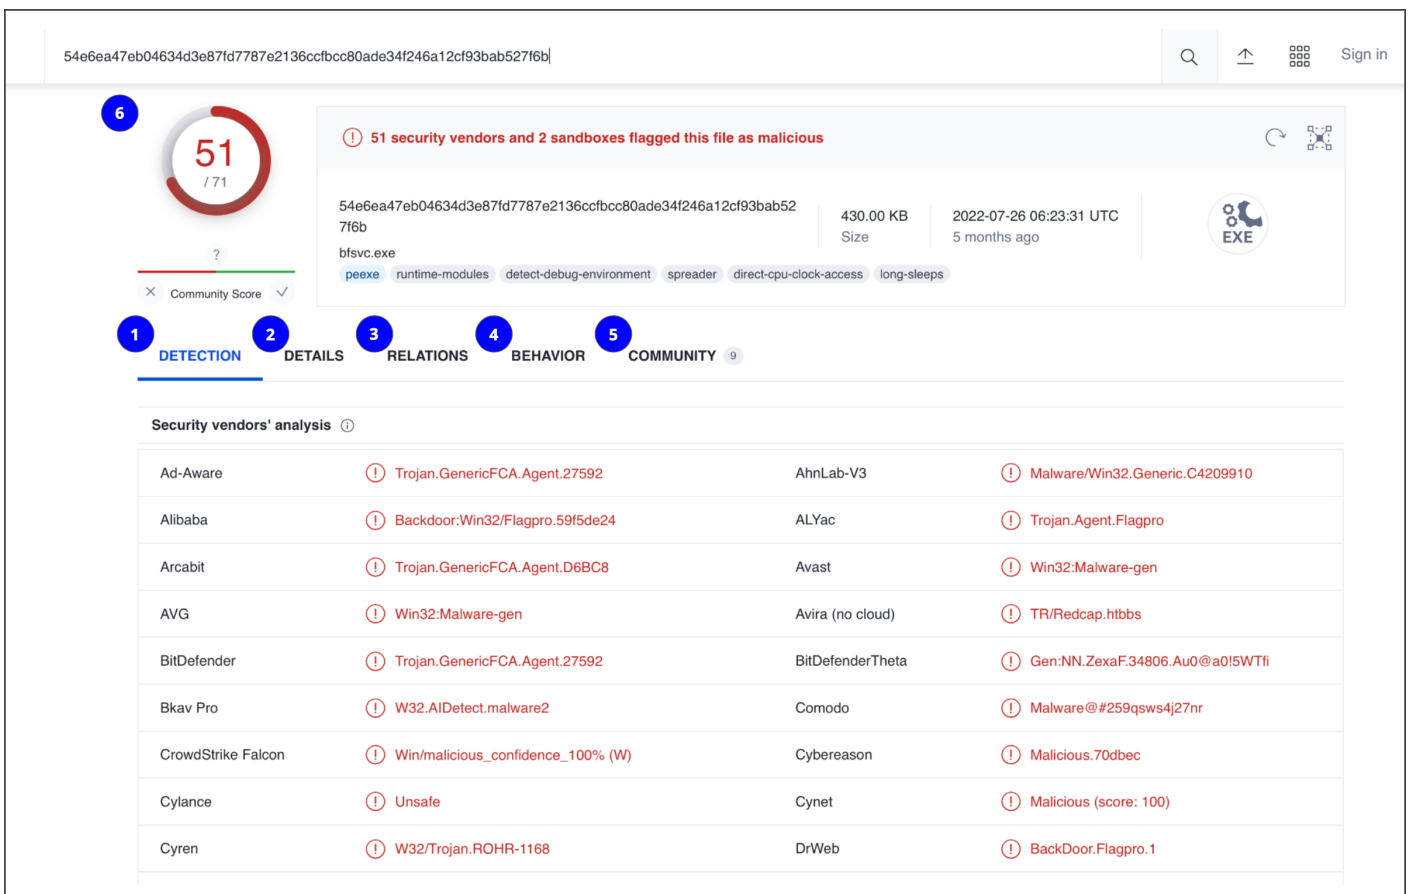 54e6ea47eb04634d3e87fd7787e2136ccfbcc80ade34f246a12cf93bab527f6b
Sign in
6
51
/ 71
51 security vendors and 2 sandboxes flagged this file as malicious
54e6ea47eb04634d3e87fd7787e2136ccfbcc80ade34f246a12cf93bab52
7f6b
bfsvc.exe
430.00 KB
Size
2022-07-26 06:23:31 UTC
5 months ago
EXE
peexe runtime-modules detect-debug-environment spreader direct-cpu-clock-access long-sleeps
?
Community Score
1 2 3 4 5
DETECTION DETAILS RELATIONS BEHAVIOR COMMUNITY 9
Security vendors' analysis
Ad-Aware Trojan.GenericFCA.Agent.27592 AhnLab-V3 Malware/Win32.Generic.C4209910
Alibaba Backdoor:Win32/Flagpro.59f5de24 ALYac Trojan.Agent.Flagpro
Arcabit Trojan.GenericFCA.Agent.D6BC8 Avast Win32:Malware-gen
AVG Win32:Malware-gen Avira (no cloud) TR/Redcap.htbbs
BitDefender Trojan.GenericFCA.Agent.27592 BitDefenderTheta Gen:NN.ZexaF.34806.Au0@a0!5WTfi
Bkav Pro W32.AIDetect.malware2 Comodo Malware@#259qsws4j27nr
CrowdStrike Falcon Win/malicious_confidence_100% (W) Cybereason Malicious.70dbec
Cylance Unsafe Cynet Malicious (score: 100)
Cyren W32/Trojan.ROHR-1168 DrWeb BackDoor.Flagpro.1